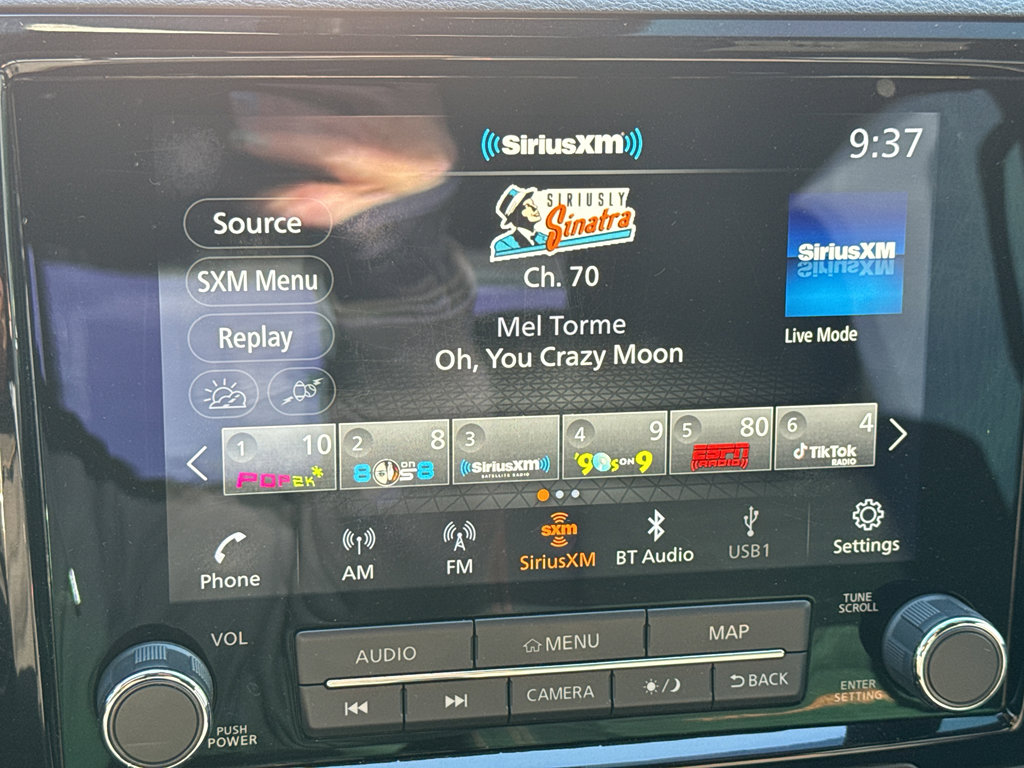 SiriusXM
9:37
Source
SIRIUSLY
Sinatra
SXM Menu
Ch. 70
SiriusXM
Replay
Mel Torme
Oh, You Crazy Moon
Live Mode
1 10
POP2K*
2 8
80s ON 8
3
SiriusXM
SATELLITE RADIO
4 9
'90s ON 9
5 80
ESPN
RADIO
6 4
TikTok
RADIO
Phone
AM
FM
sxm
SiriusXM
BT Audio
USB1
Settings
VOL
PUSH
POWER
AUDIO
MENU
MAP
CAMERA
BACK
TUNE
SCROLL
ENTER
SETTING